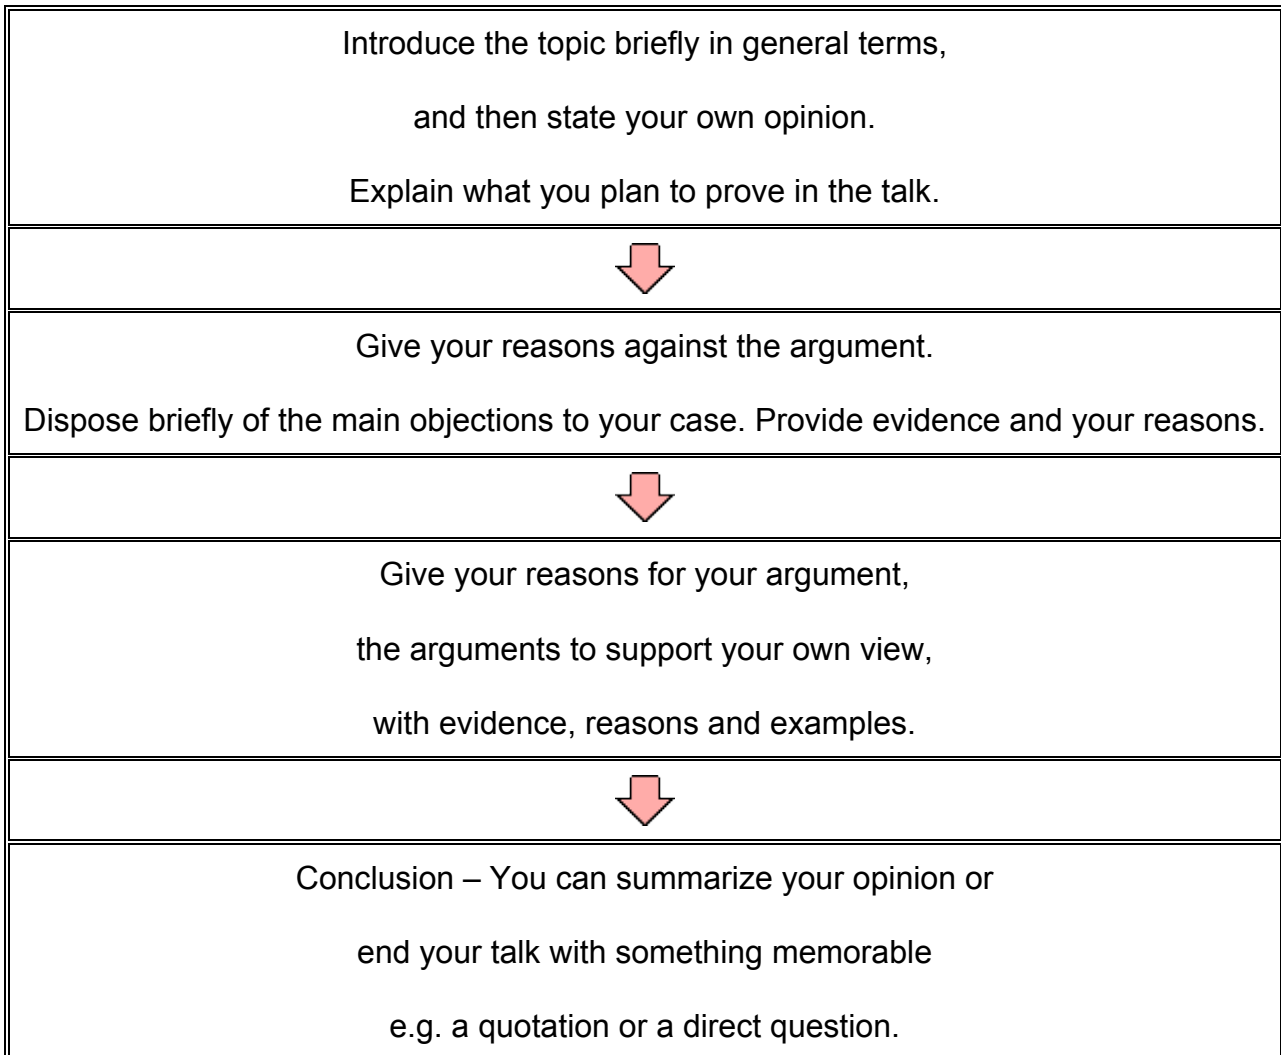 Introduce the topic briefly in general terms,
and then state your own opinion.
Explain what you plan to prove in the talk.
Give your reasons against the argument.
Dispose briefly of the main objections to your case. Provide evidence and your reasons.
Give your reasons for your argument,
the arguments to support your own view,
with evidence, reasons and examples.
Conclusion – You can summarize your opinion or
end your talk with something memorable
e.g. a quotation or a direct question.